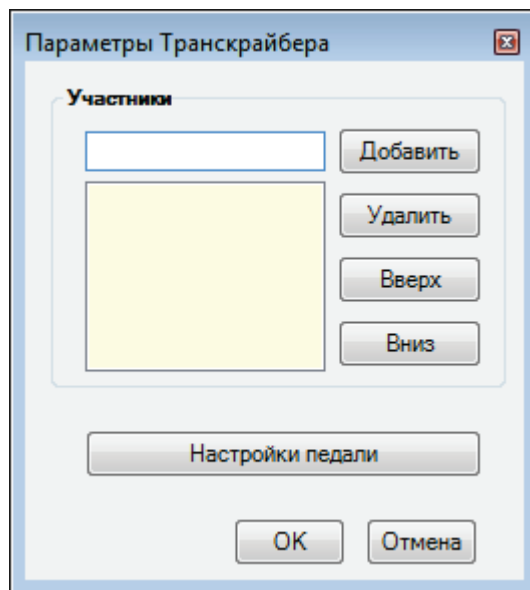 Параметры Транскрайбера
Участники
Добавить
Удалить
Вверх
Вниз
Настройки педали
OK
Отмена